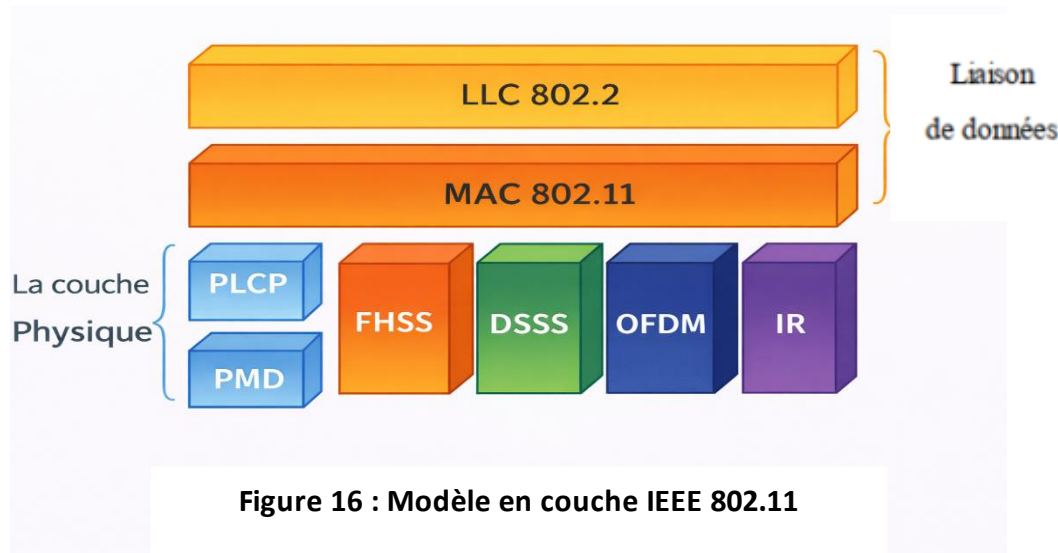 LLC 802.2
Liaison
de données
MAC 802.11
La couche
Physique
PLCP
PMD
FHSS
DSSS
OFDM
IR
Figure 16 : Modèle en couche IEEE 802.11